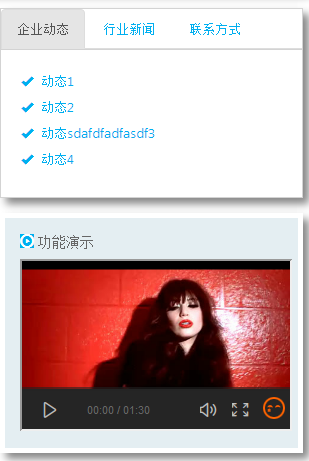 企业动态 行业新闻 联系方式
动态1
动态2
动态sdafdfadfasdf3
动态4
功能演示
00:00 / 01:30